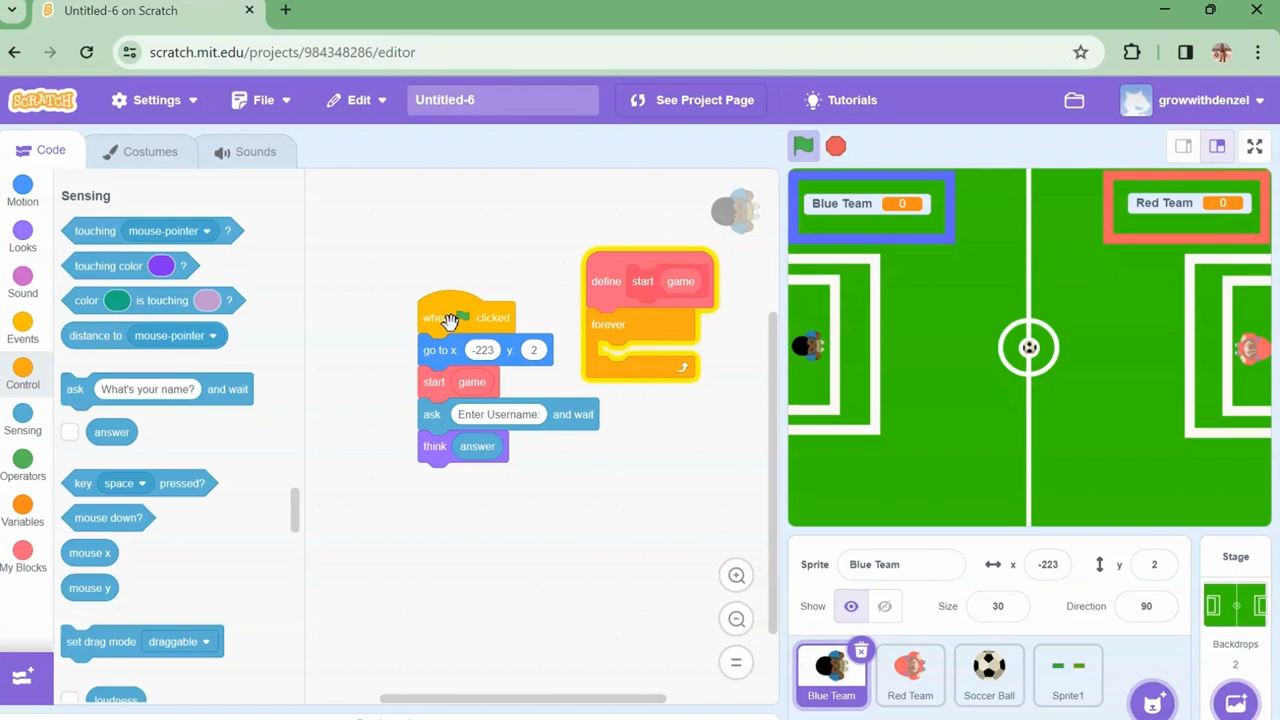 Untitled-6 on Scratch
scratch.mit.edu/projects/984348286/editor
SCRATCH
Settings
File
Edit
Untitled-6
See Project Page
Tutorials
growwithdenzel
Code
Costumes
Sounds
Motion
Looks
Sound
Events
Control
Sensing
Operators
Variables
My Blocks
Sensing
touching mouse-pointer ?
touching color ?
color is touching ?
distance to mouse-pointer
ask What's your name? and wait
answer
key space pressed?
mouse down?
mouse x
mouse y
set drag mode draggable
loudness
when clicked
go to x: -223 y: 2
start game
ask Enter Username: and wait
think answer
define start game
forever
Blue Team 0
Red Team 0
Sprite Blue Team x -223 y 2
Show Size 30 Direction 90
Blue Team
Red Team
Soccer Ball
Sprite1
Stage
Backdrops
2